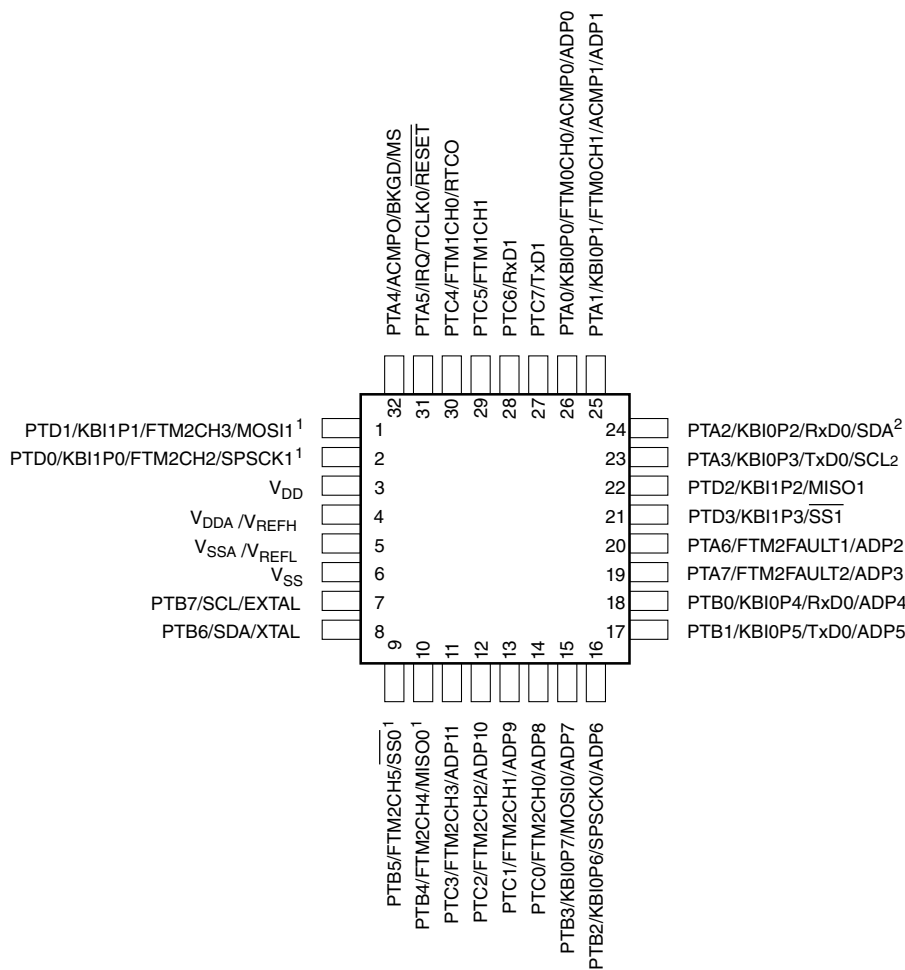 PTA4/ACMPO/BKGD/MS
PTA5/IRQ/TCLK0/RESET
PTC4/FTM1CH0/RTCO
PTC5/FTM1CH1
PTC6/RxD1
PTC7/TxD1
PTA0/KBI0P0/FTM0CH0/ACMP0/ADP0
PTA1/KBI0P1/FTM0CH1/ACMP1/ADP1
32
31
30
29
28
27
26
25
PTD1/KBI1P1/FTM2CH3/MOSI1¹
1
PTD0/KBI1P0/FTM2CH2/SPSCK1¹
2
VDD
3
VDDA /VREFH
4
VSSA /VREFL
5
VSS
6
PTB7/SCL/EXTAL
7
PTB6/SDA/XTAL
8
24
PTA2/KBI0P2/RxD0/SDA²
23
PTA3/KBI0P3/TxD0/SCL2
22
PTD2/KBI1P2/MISO1
21
PTD3/KBI1P3/SS1
20
PTA6/FTM2FAULT1/ADP2
19
PTA7/FTM2FAULT2/ADP3
18
PTB0/KBI0P4/RxD0/ADP4
17
PTB1/KBI0P5/TxD0/ADP5
9
10
11
12
13
14
15
16
PTB5/FTM2CH5/SS0¹
PTB4/FTM2CH4/MISO0¹
PTC3/FTM2CH3/ADP11
PTC2/FTM2CH2/ADP10
PTC1/FTM2CH1/ADP9
PTC0/FTM2CH0/ADP8
PTB3/KBI0P7/MOSI0/ADP7
PTB2/KBI0P6/SPSCK0/ADP6